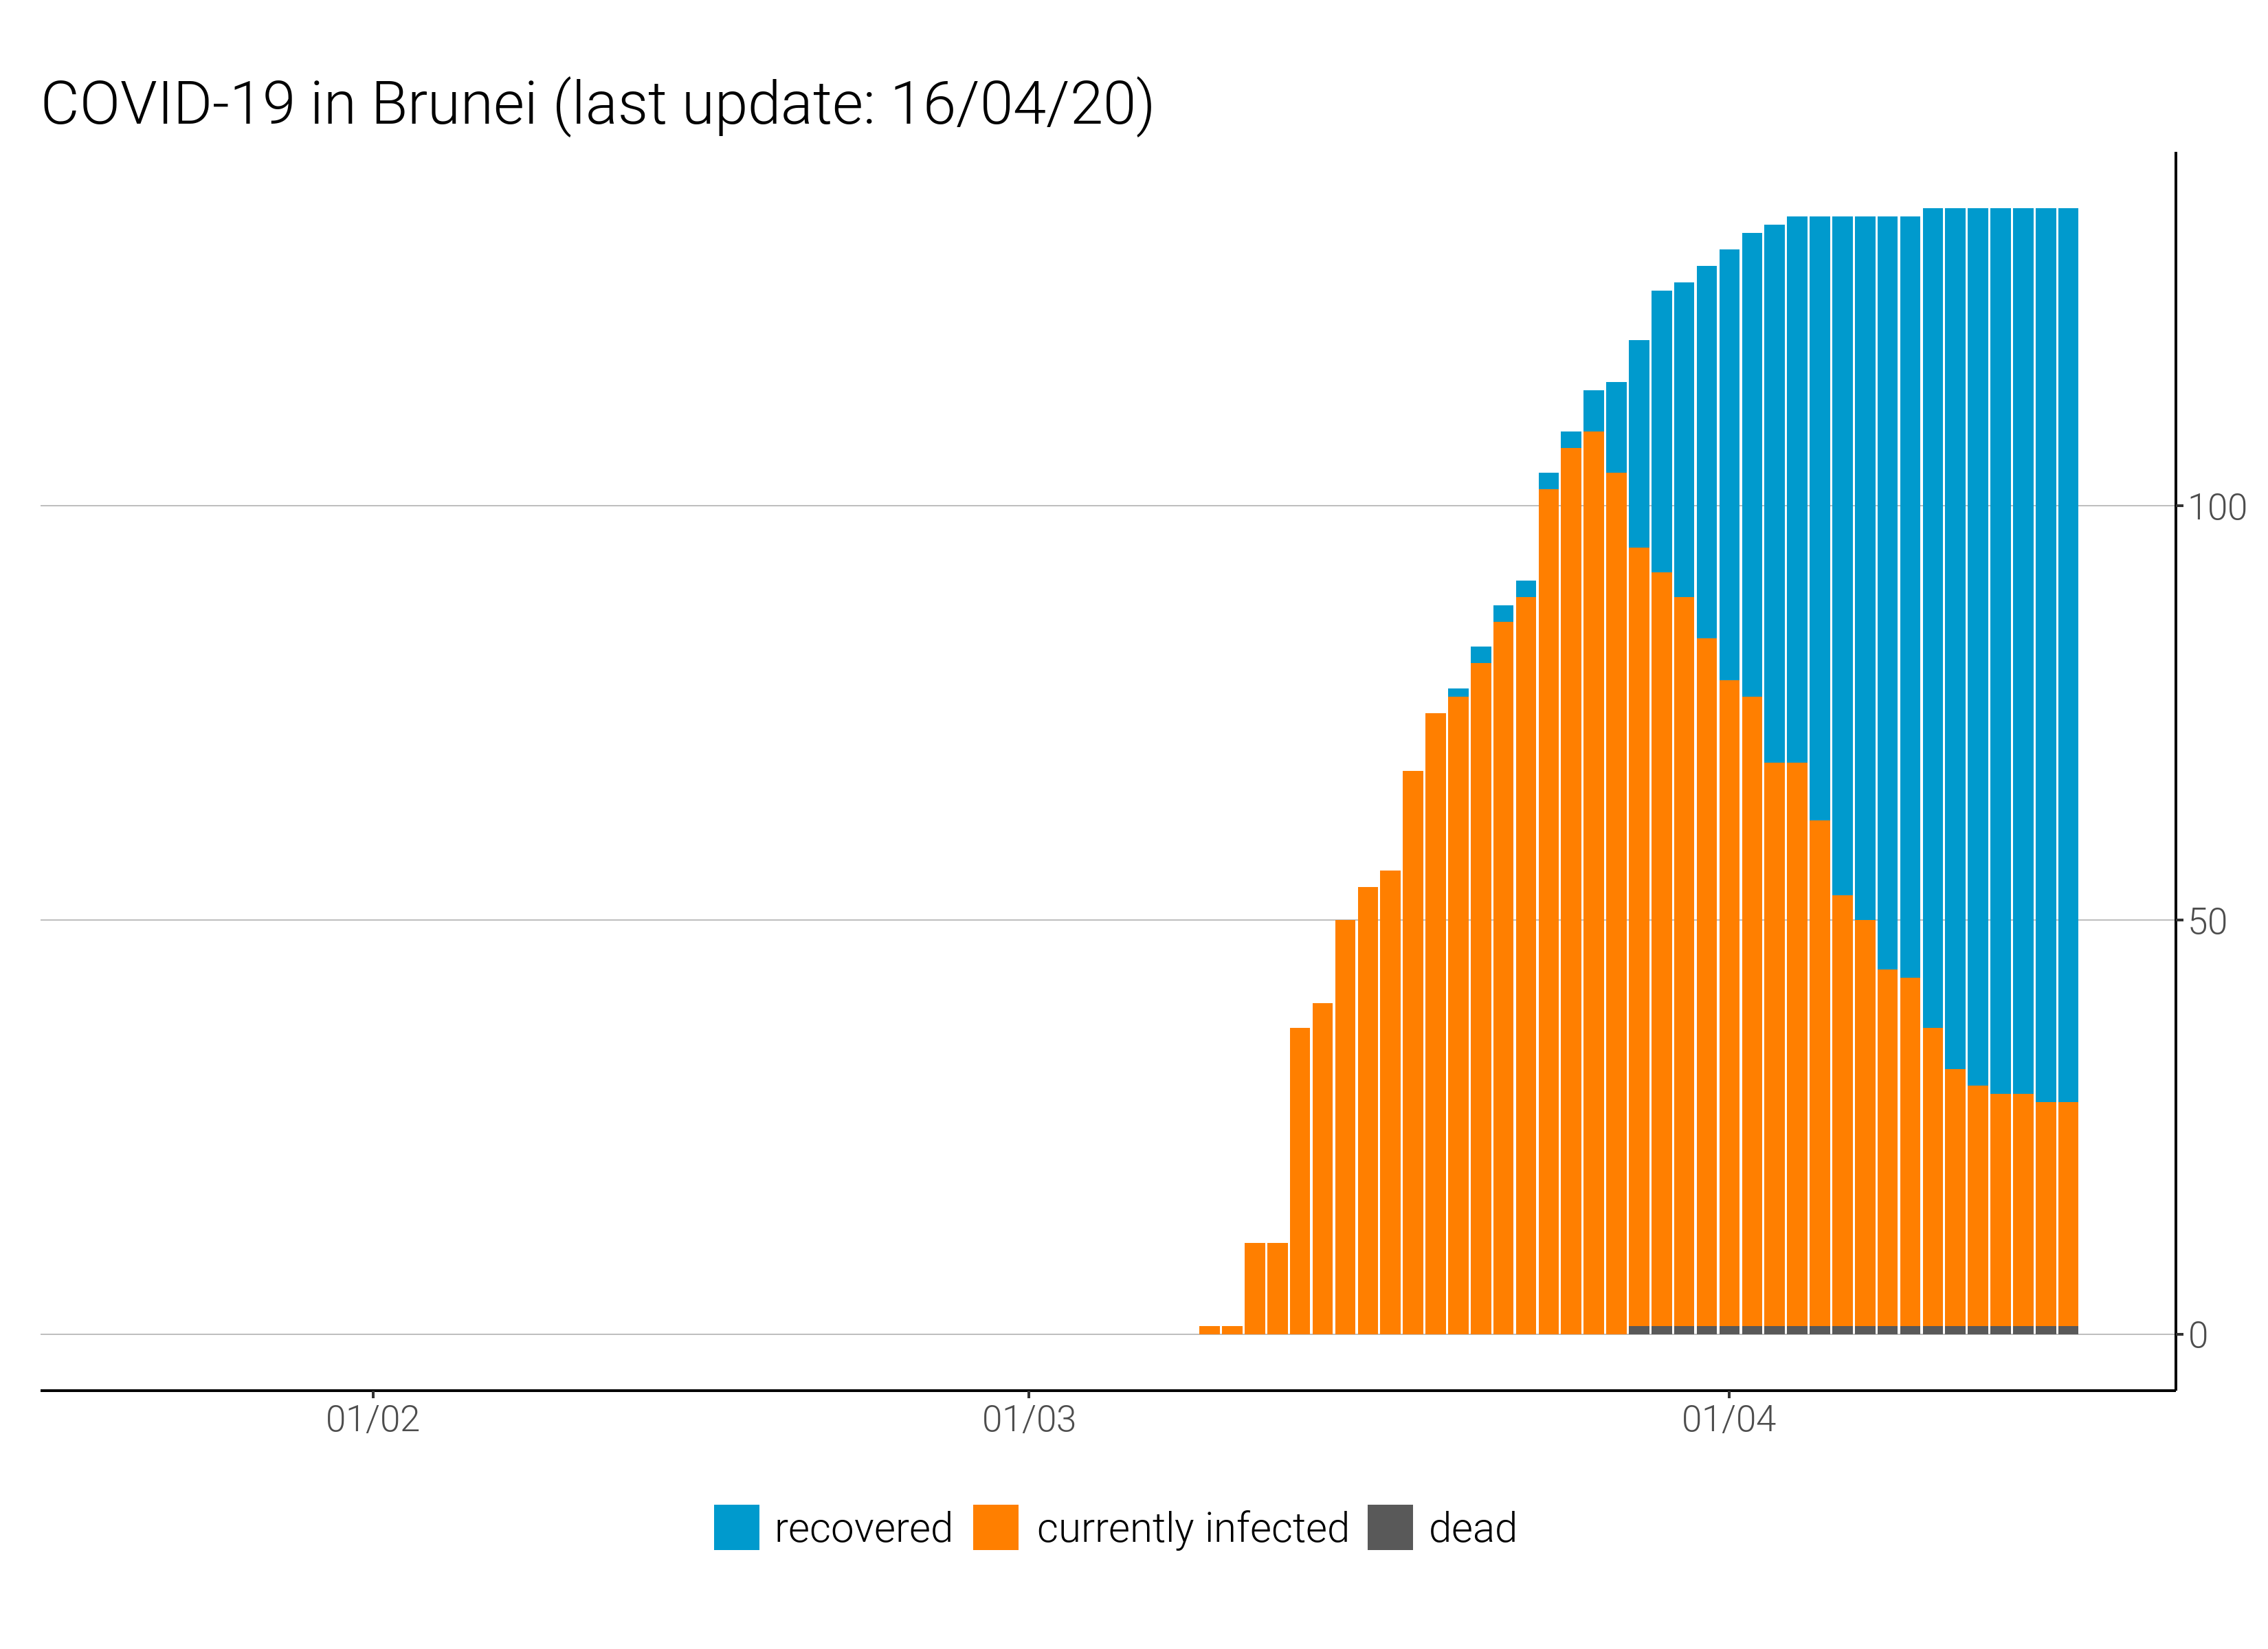 COVID-19 in Brunei (last update: 16/04/20)
100
50
0
01/02 01/03 01/04
recovered currently infected dead